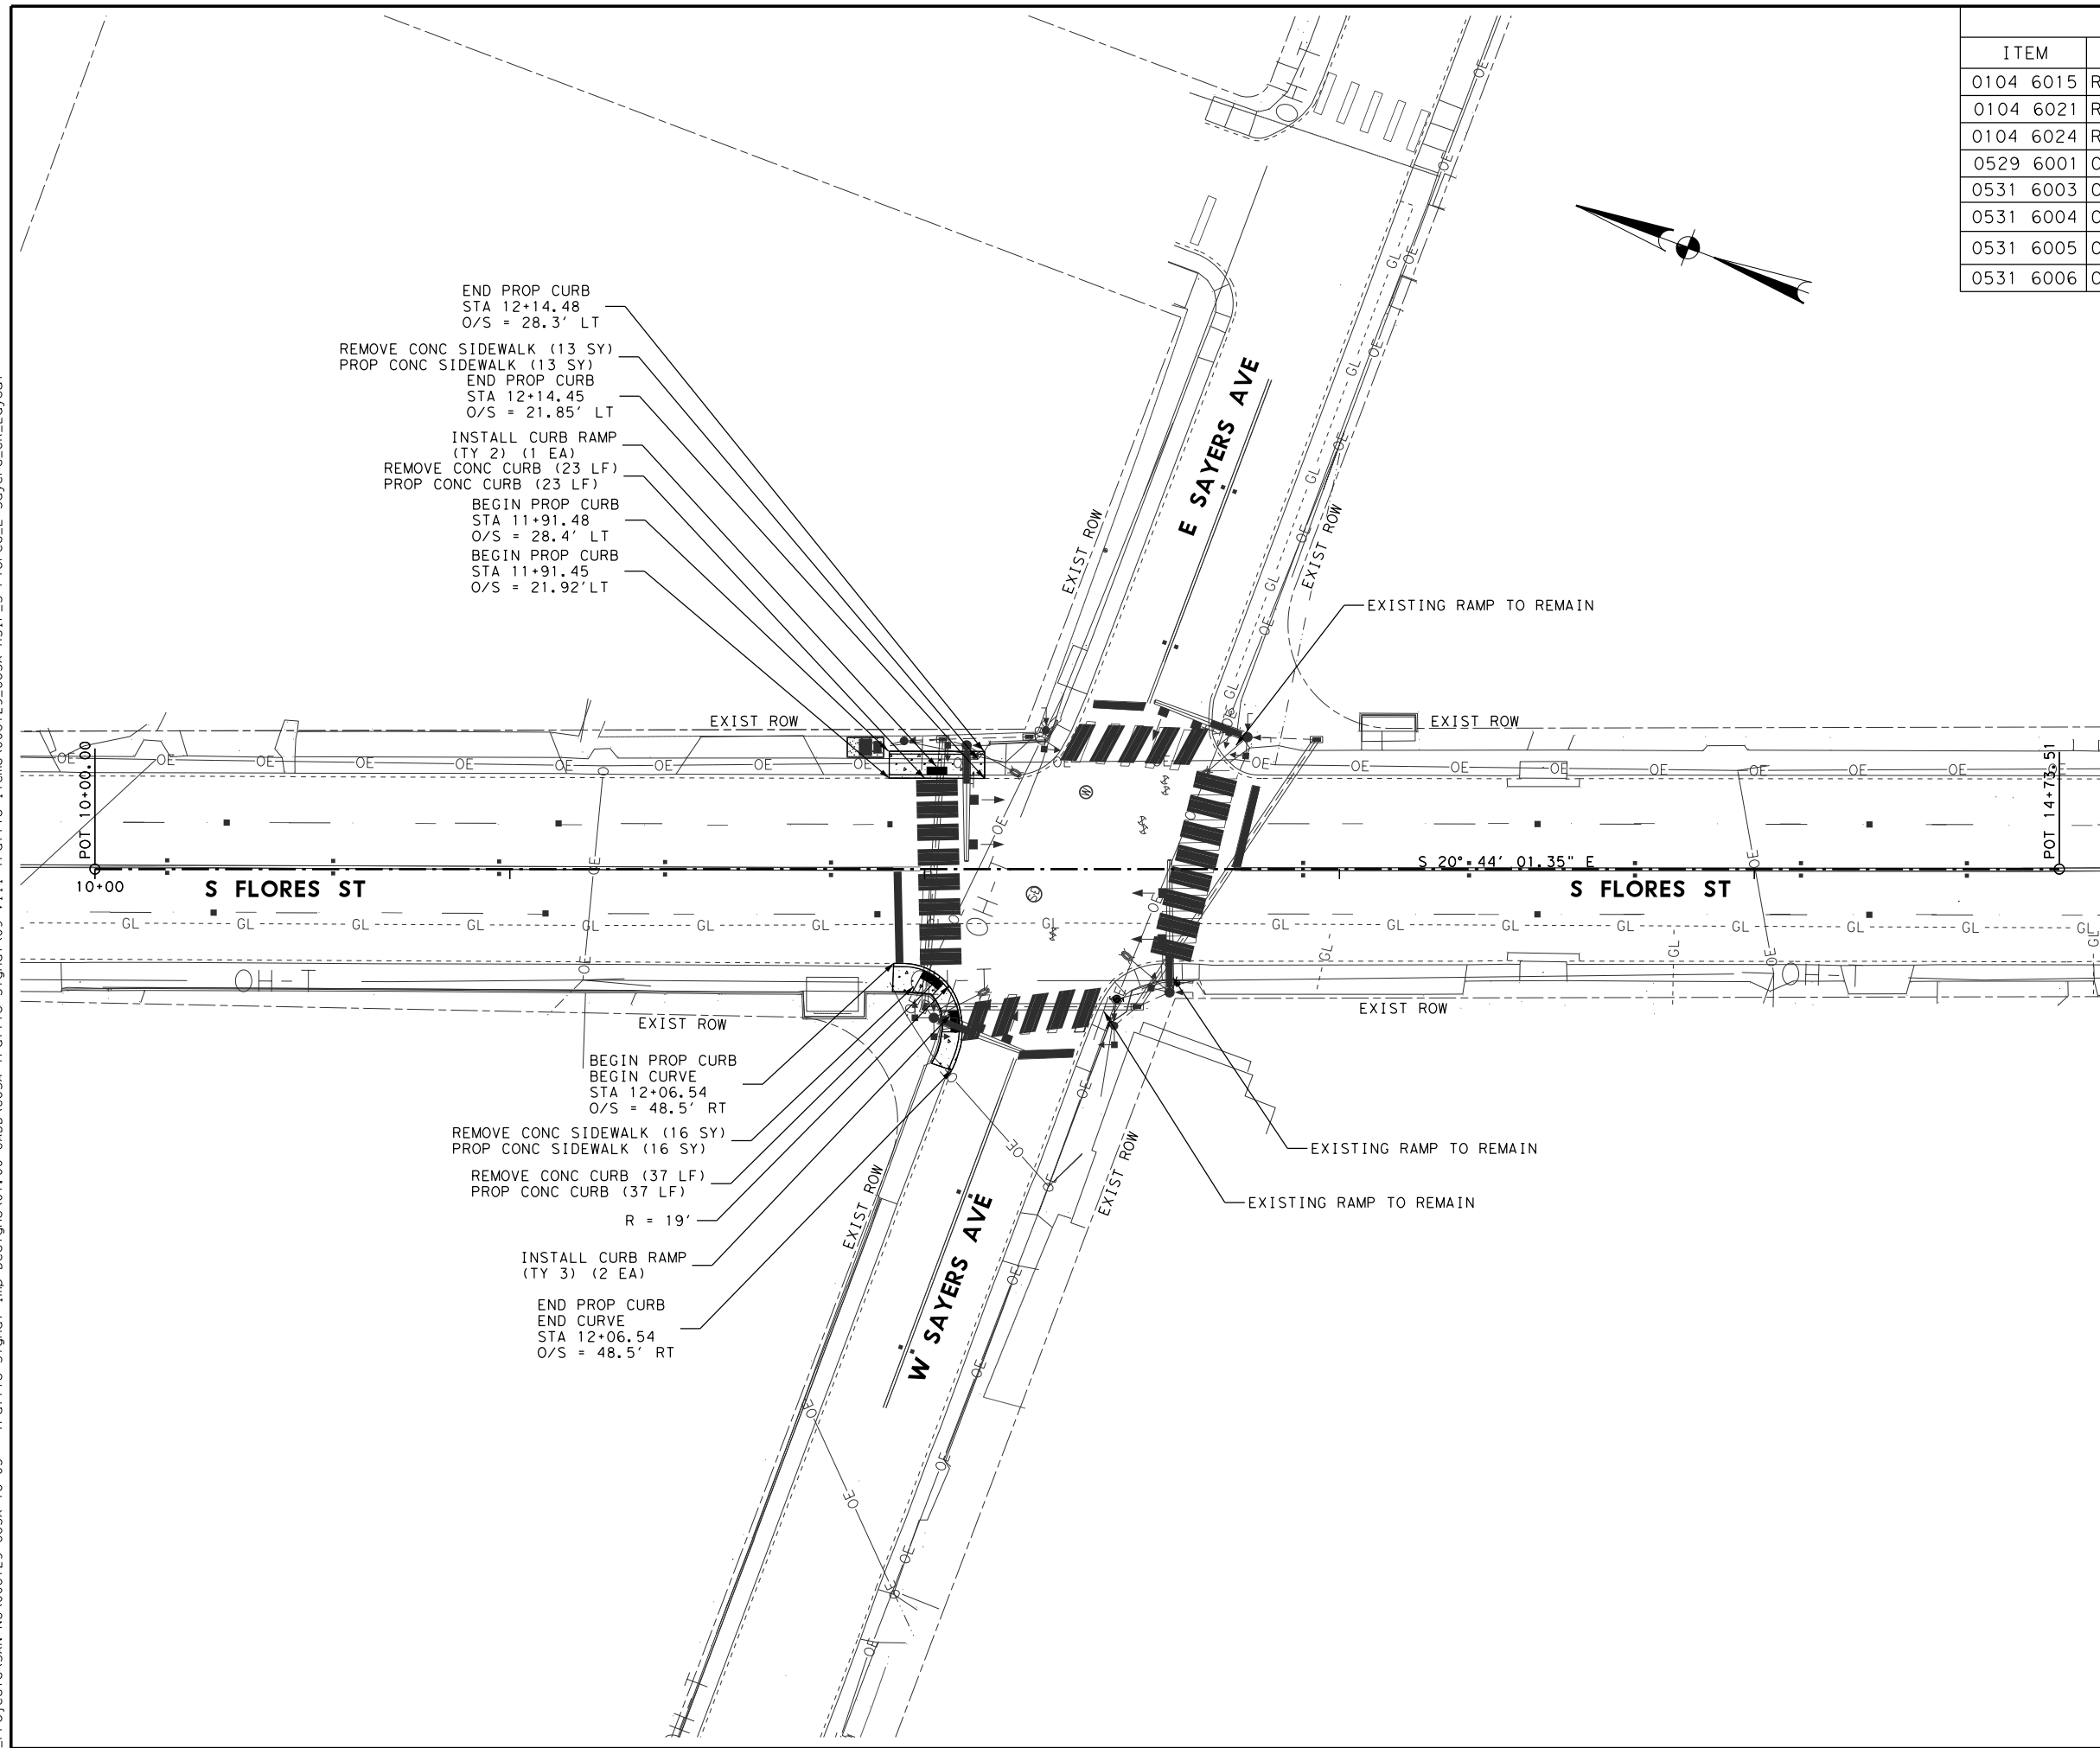 ITEM
0104 6015 R
0104 6021 R
0104 6024 R
0529 6001 C
0531 6003 C
0531 6004 C
0531 6005 C
0531 6006 C
END PROP CURB
STA 12+14.48
O/S = 28.3' LT
REMOVE CONC SIDEWALK (13 SY)
PROP CONC SIDEWALK (13 SY)
END PROP CURB
STA 12+14.45
O/S = 21.85' LT
INSTALL CURB RAMP
(TY 2) (1 EA)
REMOVE CONC CURB (23 LF)
PROP CONC CURB (23 LF)
BEGIN PROP CURB
STA 11+91.48
O/S = 28.4' LT
BEGIN PROP CURB
STA 11+91.45
O/S = 21.92'LT
E SAYERS AVE
EXIST ROW
EXIST ROW
EXISTING RAMP TO REMAIN
EXIST ROW
EXIST ROW
POT 10+00.00
POT 14+73.51
10+00
S FLORES ST
S 20° 44' 01.35" E
S FLORES ST
OH-T
OH-T
OH-T
EXIST ROW
EXIST ROW
BEGIN PROP CURB
BEGIN CURVE
STA 12+06.54
O/S = 48.5' RT
REMOVE CONC SIDEWALK (16 SY)
PROP CONC SIDEWALK (16 SY)
REMOVE CONC CURB (37 LF)
PROP CONC CURB (37 LF)
R = 19'
INSTALL CURB RAMP
(TY 3) (2 EA)
END PROP CURB
END CURVE
STA 12+06.54
O/S = 48.5' RT
EXISTING RAMP TO REMAIN
EXISTING RAMP TO REMAIN
EXIST ROW
EXIST ROW
W SAYERS AVE